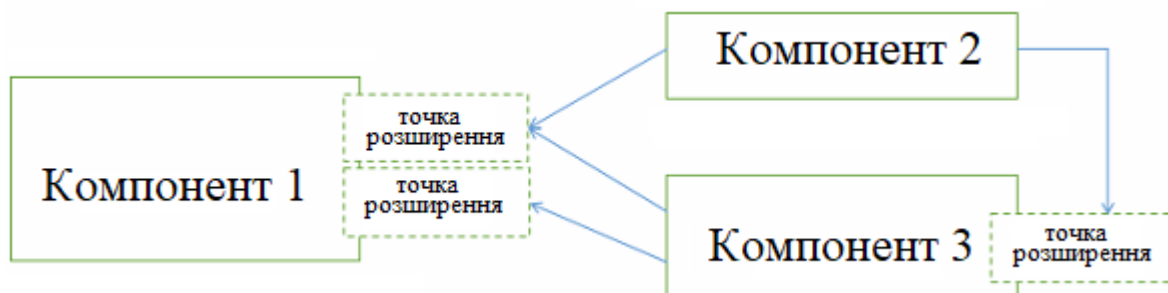 Компонент 2
точка
розширення
Компонент 1
точка
розширення
Компонент 3
точка
розширення